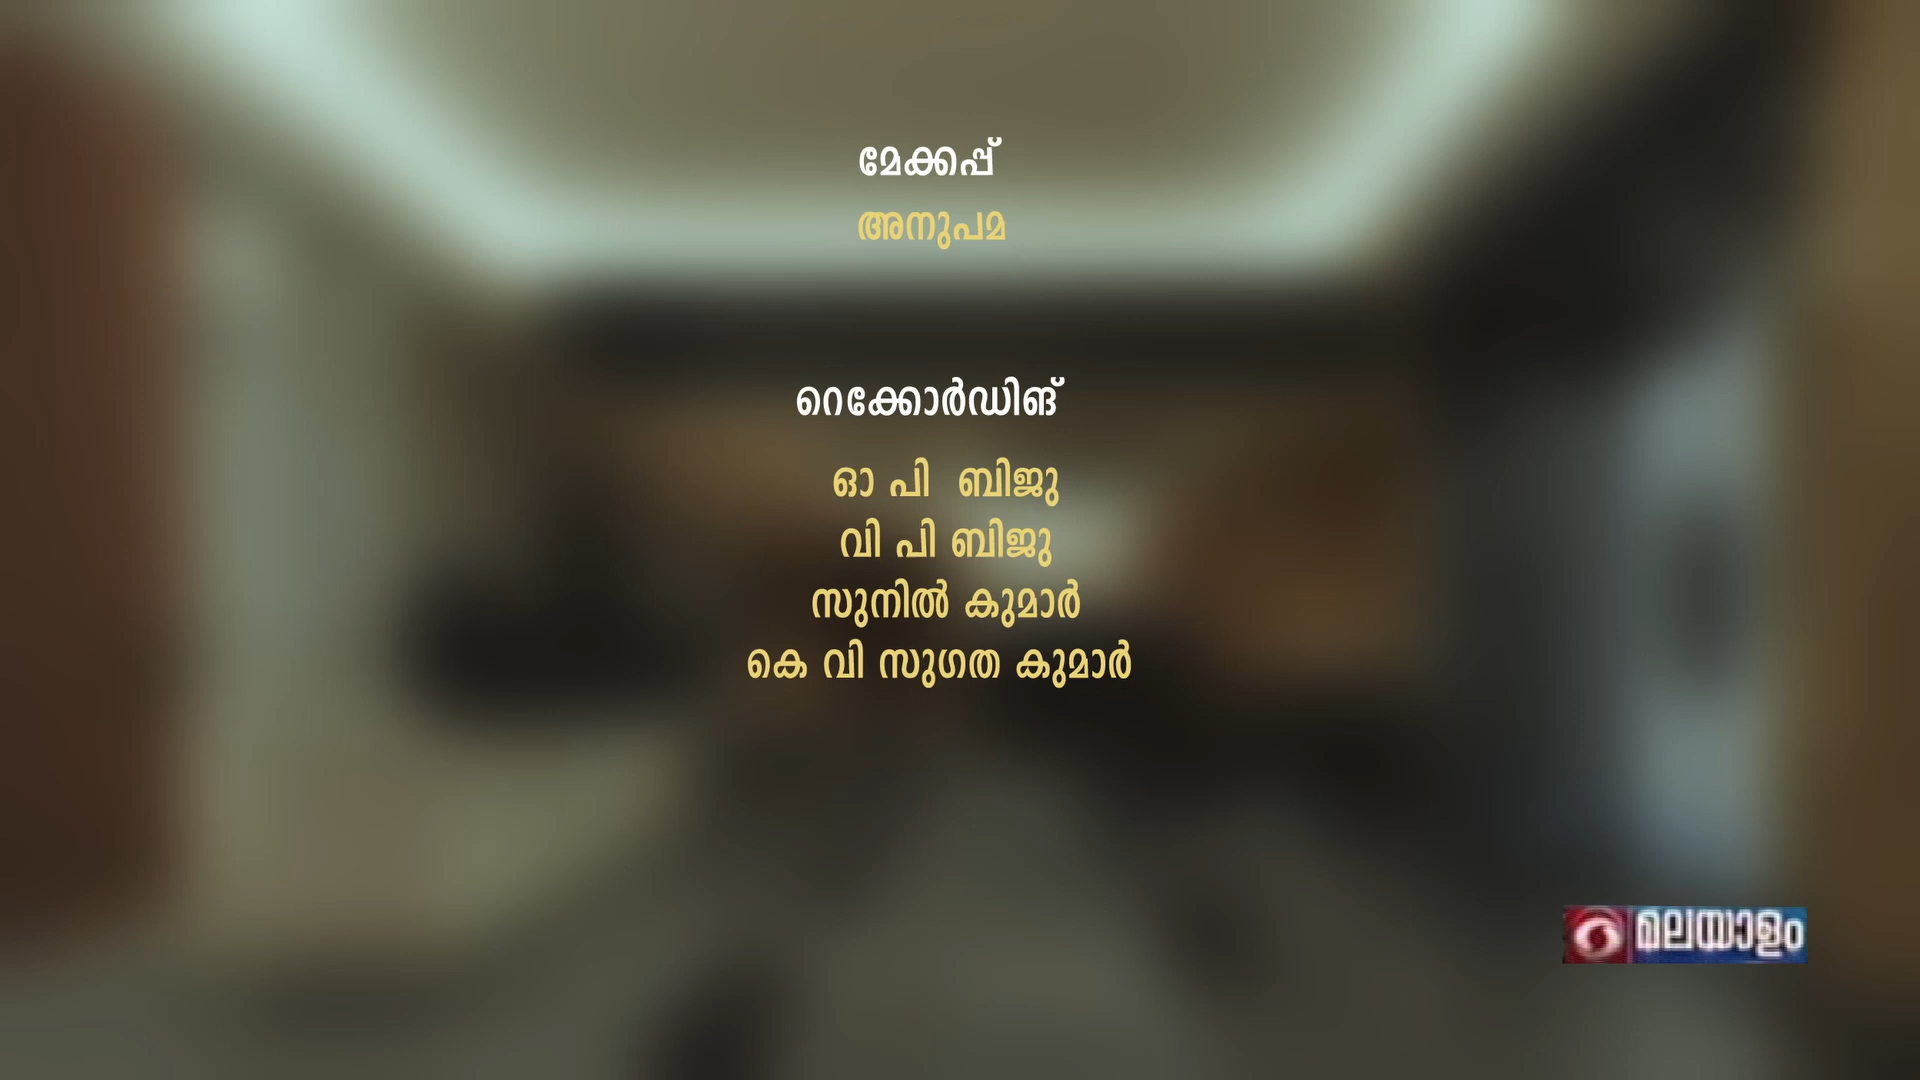 മേക്കപ്പ്
അനുപമ
റെക്കോർഡിങ്
ഓ പി ബിജു
വി പി ബിജു
സുനിൽ കുമാർ
കെ വി സുഗത കുമാർ
മലയാളം